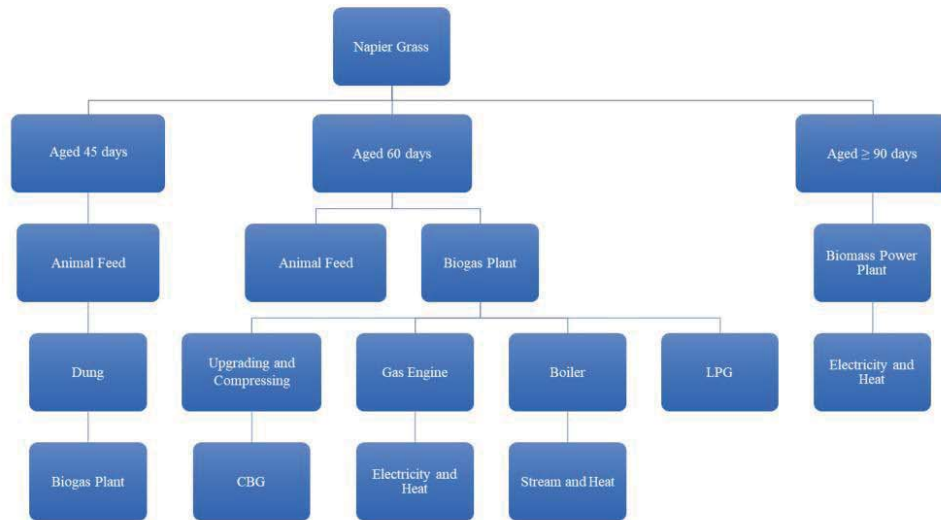 Napier Grass
Aged 45 days
Aged 60 days
Aged ≥ 90 days
Animal Feed
Animal Feed
Biogas Plant
Biomass Power
Plant
Dung
Upgrading and
Compressing
Gas Engine
Boiler
LPG
Electricity and
Heat
Biogas Plant
CBG
Electricity and
Heat
Stream and Heat